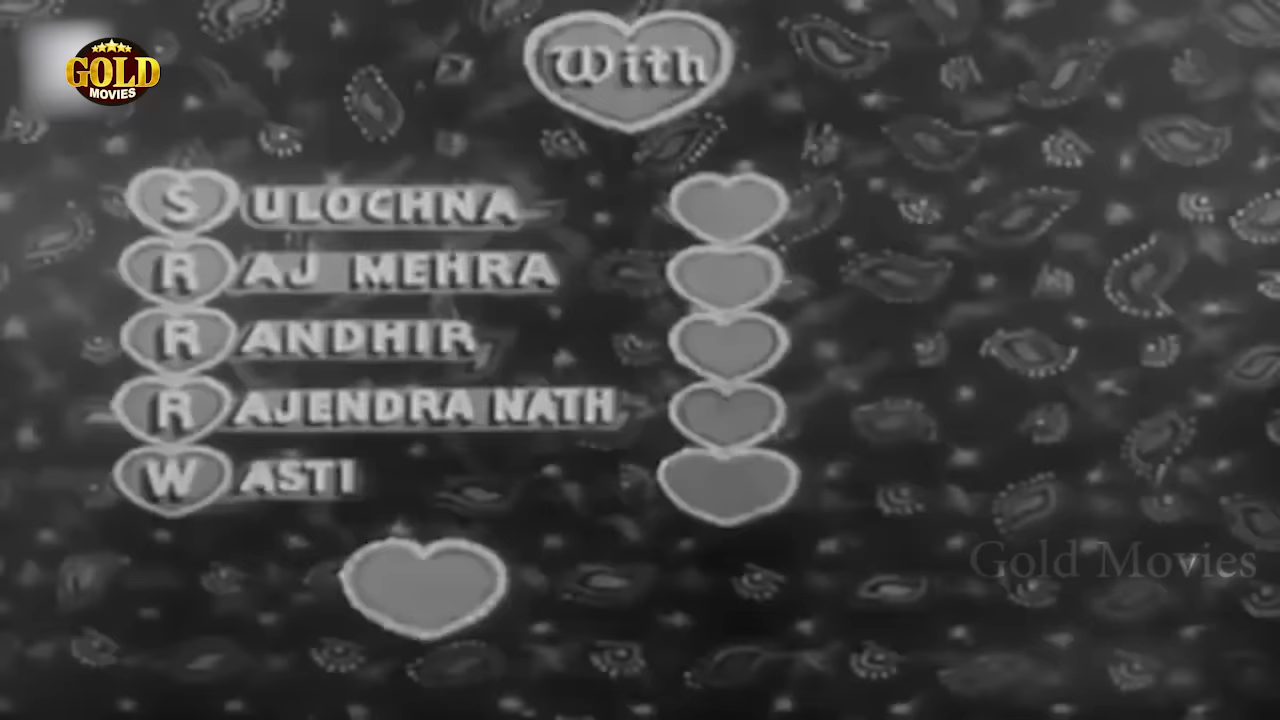 GOLD
MOVIES
With
SULOCHNA
RAJ MEHRA
RANDHIR
RAJENDRA NATH
WASTI
Gold Movies